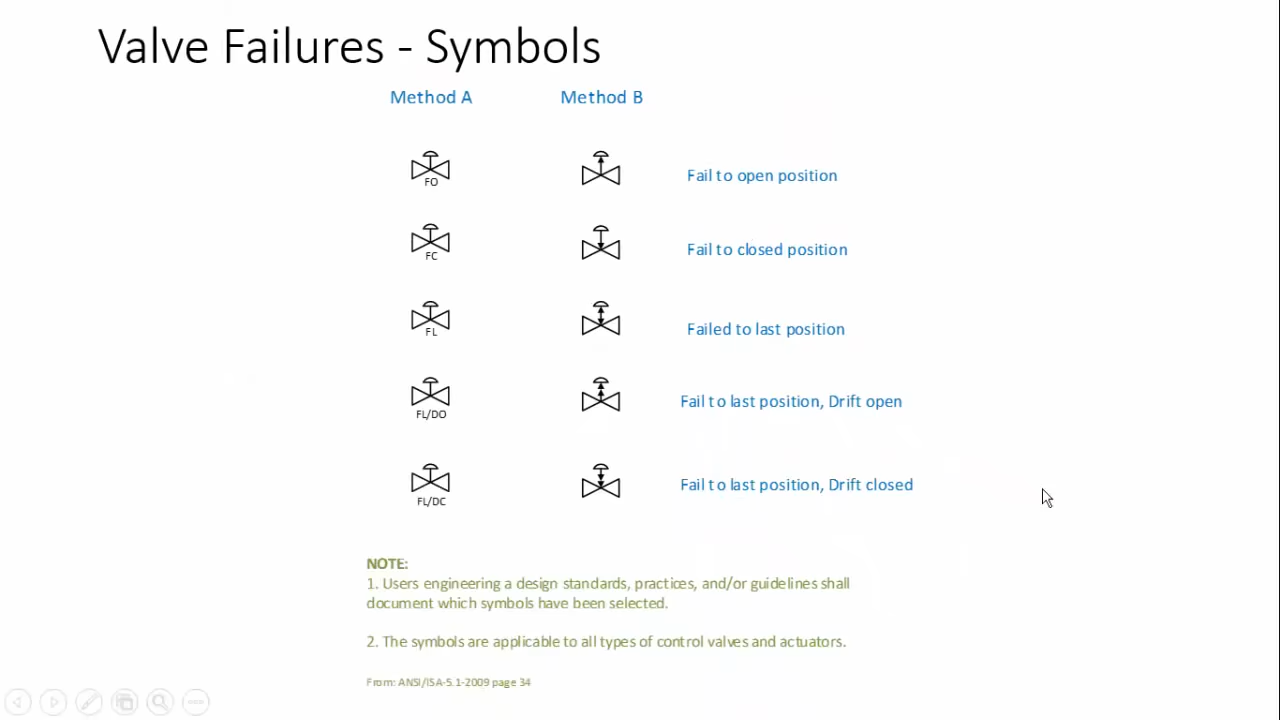 Valve Failures - Symbols
Method A Method B
FO
Fail to open position
FC
Fail to closed position
FL
Failed to last position
FL/DO
Fail to last position, Drift open
FL/DC
Fail to last position, Drift closed
NOTE:
1. Users engineering a design standards, practices, and/or guidelines shall
document which symbols have been selected.
2. The symbols are applicable to all types of control valves and actuators.
From: ANSI/ISA-5.1-2009 page 34